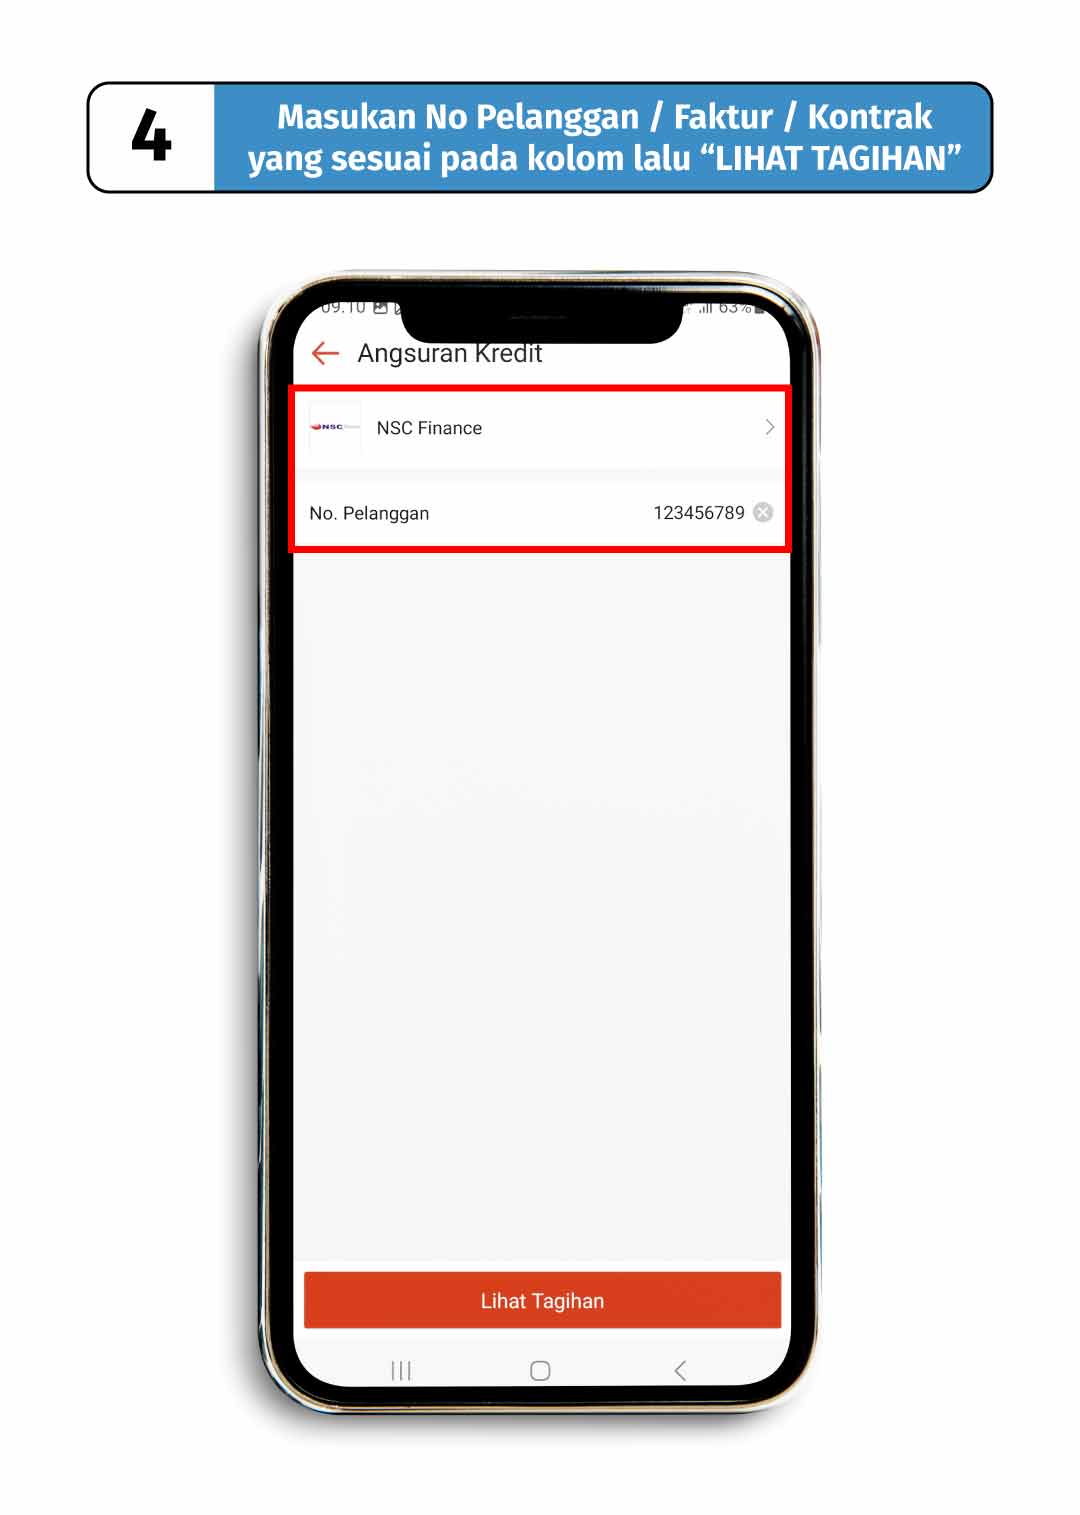 4
Masukan No Pelanggan / Faktur / Kontrak
yang sesuai pada kolom lalu “LIHAT TAGIHAN”
09.10
63%
Angsuran Kredit
NSC
NSC Finance
No. Pelanggan 123456789
Lihat Tagihan